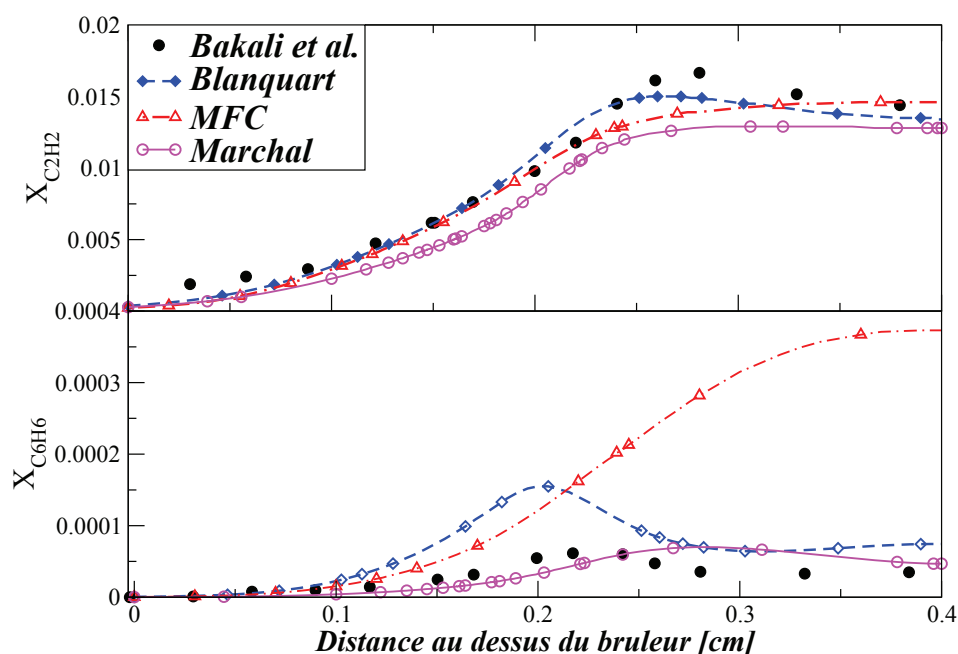 0.02
0.015
0.01
0.005
0.0004
X_C2H2
Bakali et al.
Blanquart
MFC
Marchal
0.0003
0.0002
0.0001
0
X_C6H6
0 0.1 0.2 0.3 0.4
Distance au dessus du bruleur [cm]